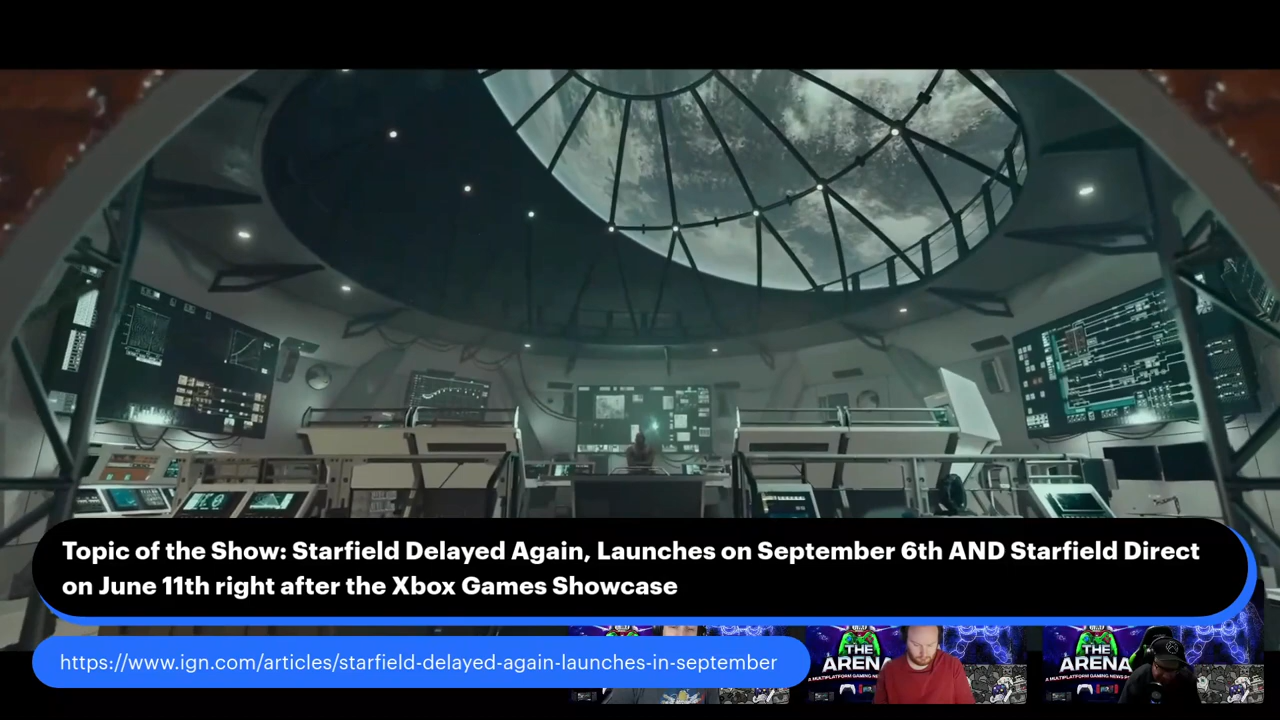 Topic of the Show: Starfield Delayed Again, Launches on September 6th AND Starfield Direct
on June 11th right after the Xbox Games Showcase
https://www.ign.com/articles/starfield-delayed-again-launches-in-september
THE
ARENA
THE
ARENA